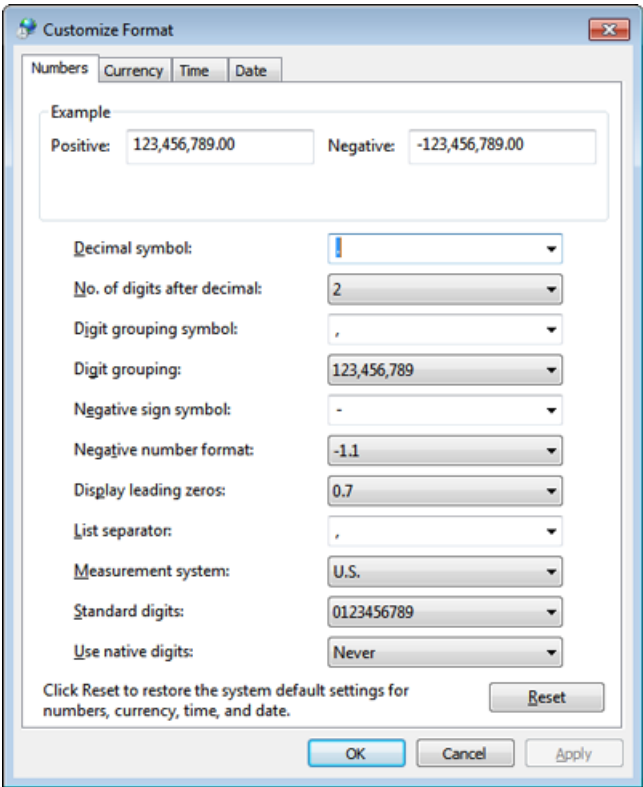 Customize Format
Numbers Currency Time Date
Example
Positive: 123,456,789.00 Negative: -123,456,789.00
Decimal symbol: .
No. of digits after decimal: 2
Digit grouping symbol: ,
Digit grouping: 123,456,789
Negative sign symbol: -
Negative number format: -1.1
Display leading zeros: 0.7
List separator: ,
Measurement system: U.S.
Standard digits: 0123456789
Use native digits: Never
Click Reset to restore the system default settings for
numbers, currency, time, and date.
Reset
OK Cancel Apply